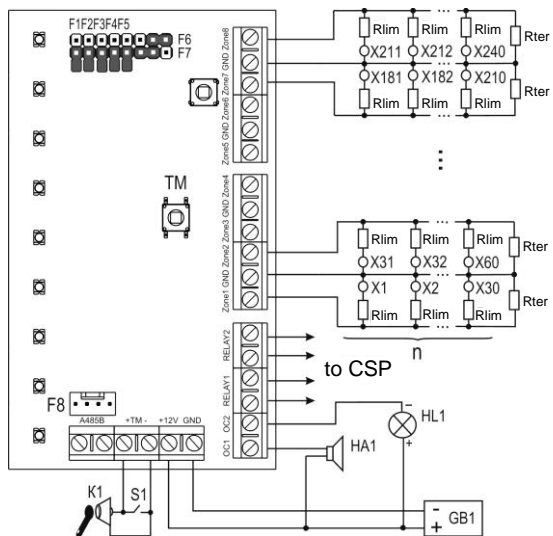 F1F2F3F4F5
F6
F7
TM
F8
A485B +TM - +12V GND
Zone5 GND Zone6 Zone7 GND Zone8
Zone1 GND Zone2 Zone3 GND Zone4
OC1 OC2 RELAY1 RELAY2
Rlim Rlim ... Rlim Rter
X211 X212 X240
X181 X182 X210 Rter
Rlim Rlim ... Rlim
...
Rlim Rlim ... Rlim Rter
X31 X32 X60
X1 X2 X30 Rter
Rlim Rlim ... Rlim
n
to CSP
HL1
- +
HA1
K1 S1
GB1
- +